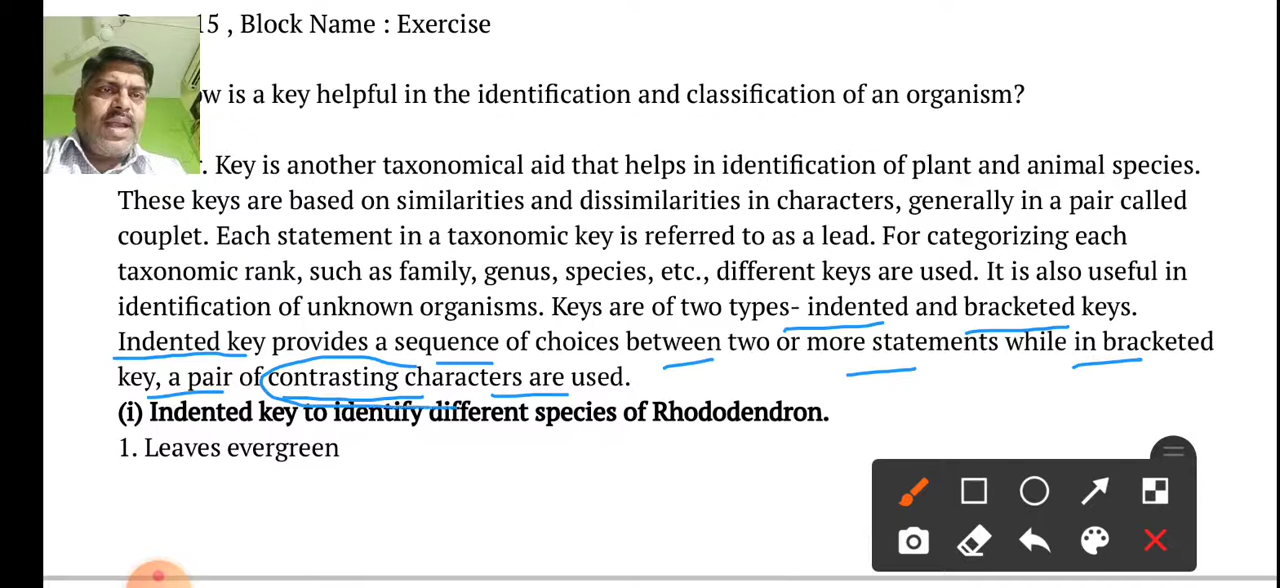 15 , Block Name : Exercise
is a key helpful in the identification and classification of an organism?
. Key is another taxonomical aid that helps in identification of plant and animal species.
These keys are based on similarities and dissimilarities in characters, generally in a pair called
couplet. Each statement in a taxonomic key is referred to as a lead. For categorizing each
taxonomic rank, such as family, genus, species, etc., different keys are used. It is also useful in
identification of unknown organisms. Keys are of two types- indented and bracketed keys.
Indented key provides a sequence of choices between two or more statements while in bracketed
key, a pair of contrasting characters are used.
(i) Indented key to identify different species of Rhododendron.
1. Leaves evergreen